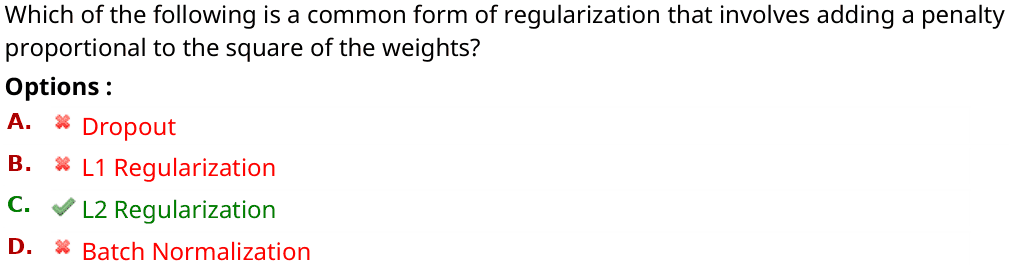 Which of the following is a common form of regularization that involves adding a penalty
proportional to the square of the weights?
Options :
A. Dropout
B. L1 Regularization
C. L2 Regularization
D. Batch Normalization